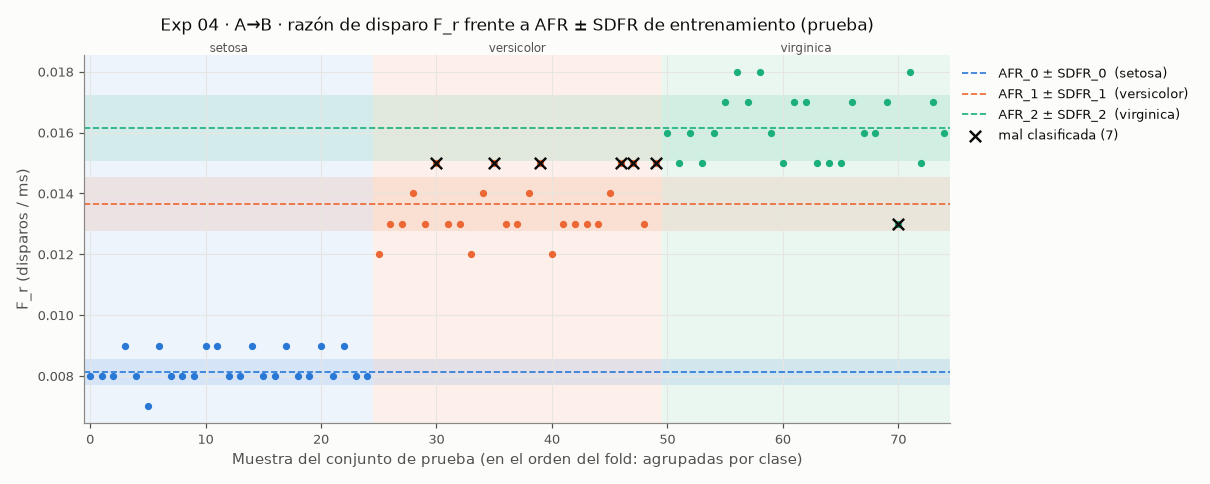 Exp 04 · A→B · razón de disparo F_r frente a AFR ± SDFR de entrenamiento (prueba)
setosa
versicolor
virginica
0.018
0.016
0.014
0.012
0.010
0.008
F_r (disparos / ms)
0
10
20
30
40
50
60
70
Muestra del conjunto de prueba (en el orden del fold: agrupadas por clase)
AFR_0 ± SDFR_0 (setosa)
AFR_1 ± SDFR_1 (versicolor)
AFR_2 ± SDFR_2 (virginica)
mal clasificada (7)